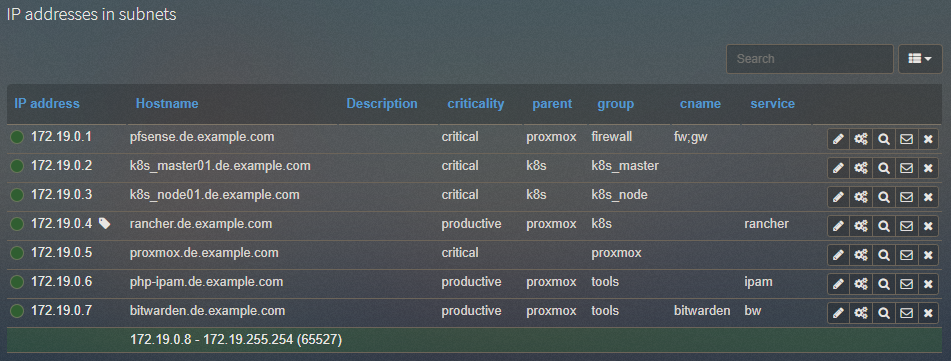 IP addresses in subnets
Search
IP address Hostname Description criticality parent group cname service
172.19.0.1 pfsense.de.example.com critical proxmox firewall fw;gw
172.19.0.2 k8s_master01.de.example.com critical k8s k8s_master
172.19.0.3 k8s_node01.de.example.com critical k8s k8s_node
172.19.0.4 rancher.de.example.com productive proxmox k8s rancher
172.19.0.5 proxmox.de.example.com critical proxmox
172.19.0.6 php-ipam.de.example.com productive proxmox tools ipam
172.19.0.7 bitwarden.de.example.com productive proxmox tools bitwarden bw
172.19.0.8 - 172.19.255.254 (65527)